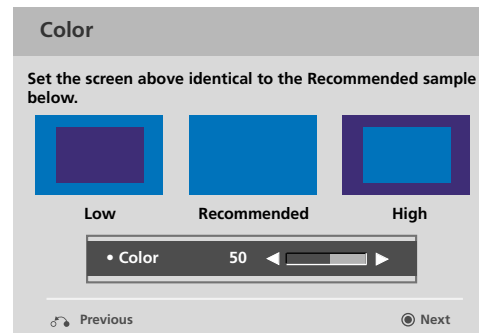 Color
Set the screen above identical to the Recommended sample
below.
Low Recommended High
• Color 50 ◀ ▶
Previous Next